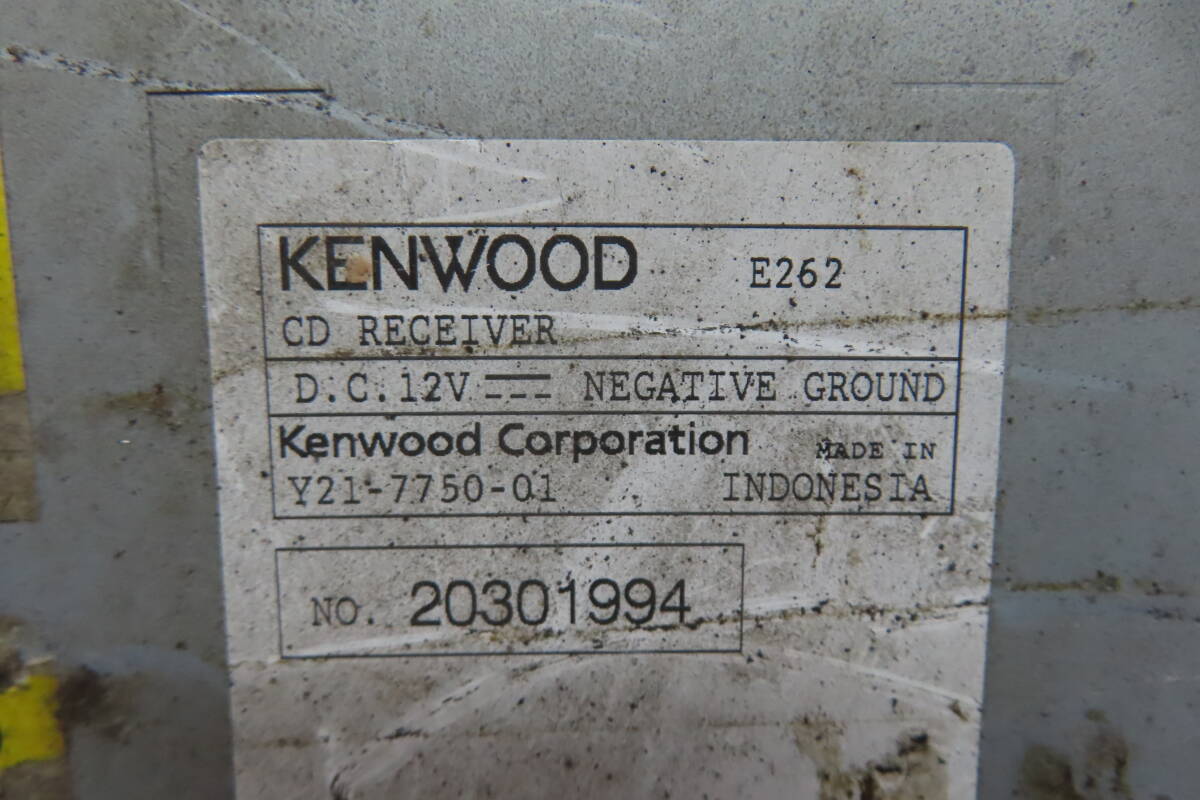 KENWOOD E262
CD RECEIVER
D.C.12V NEGATIVE GROUND
Kenwood Corporation MADE IN
Y21-7750-01 INDONESIA
NO. 20301994